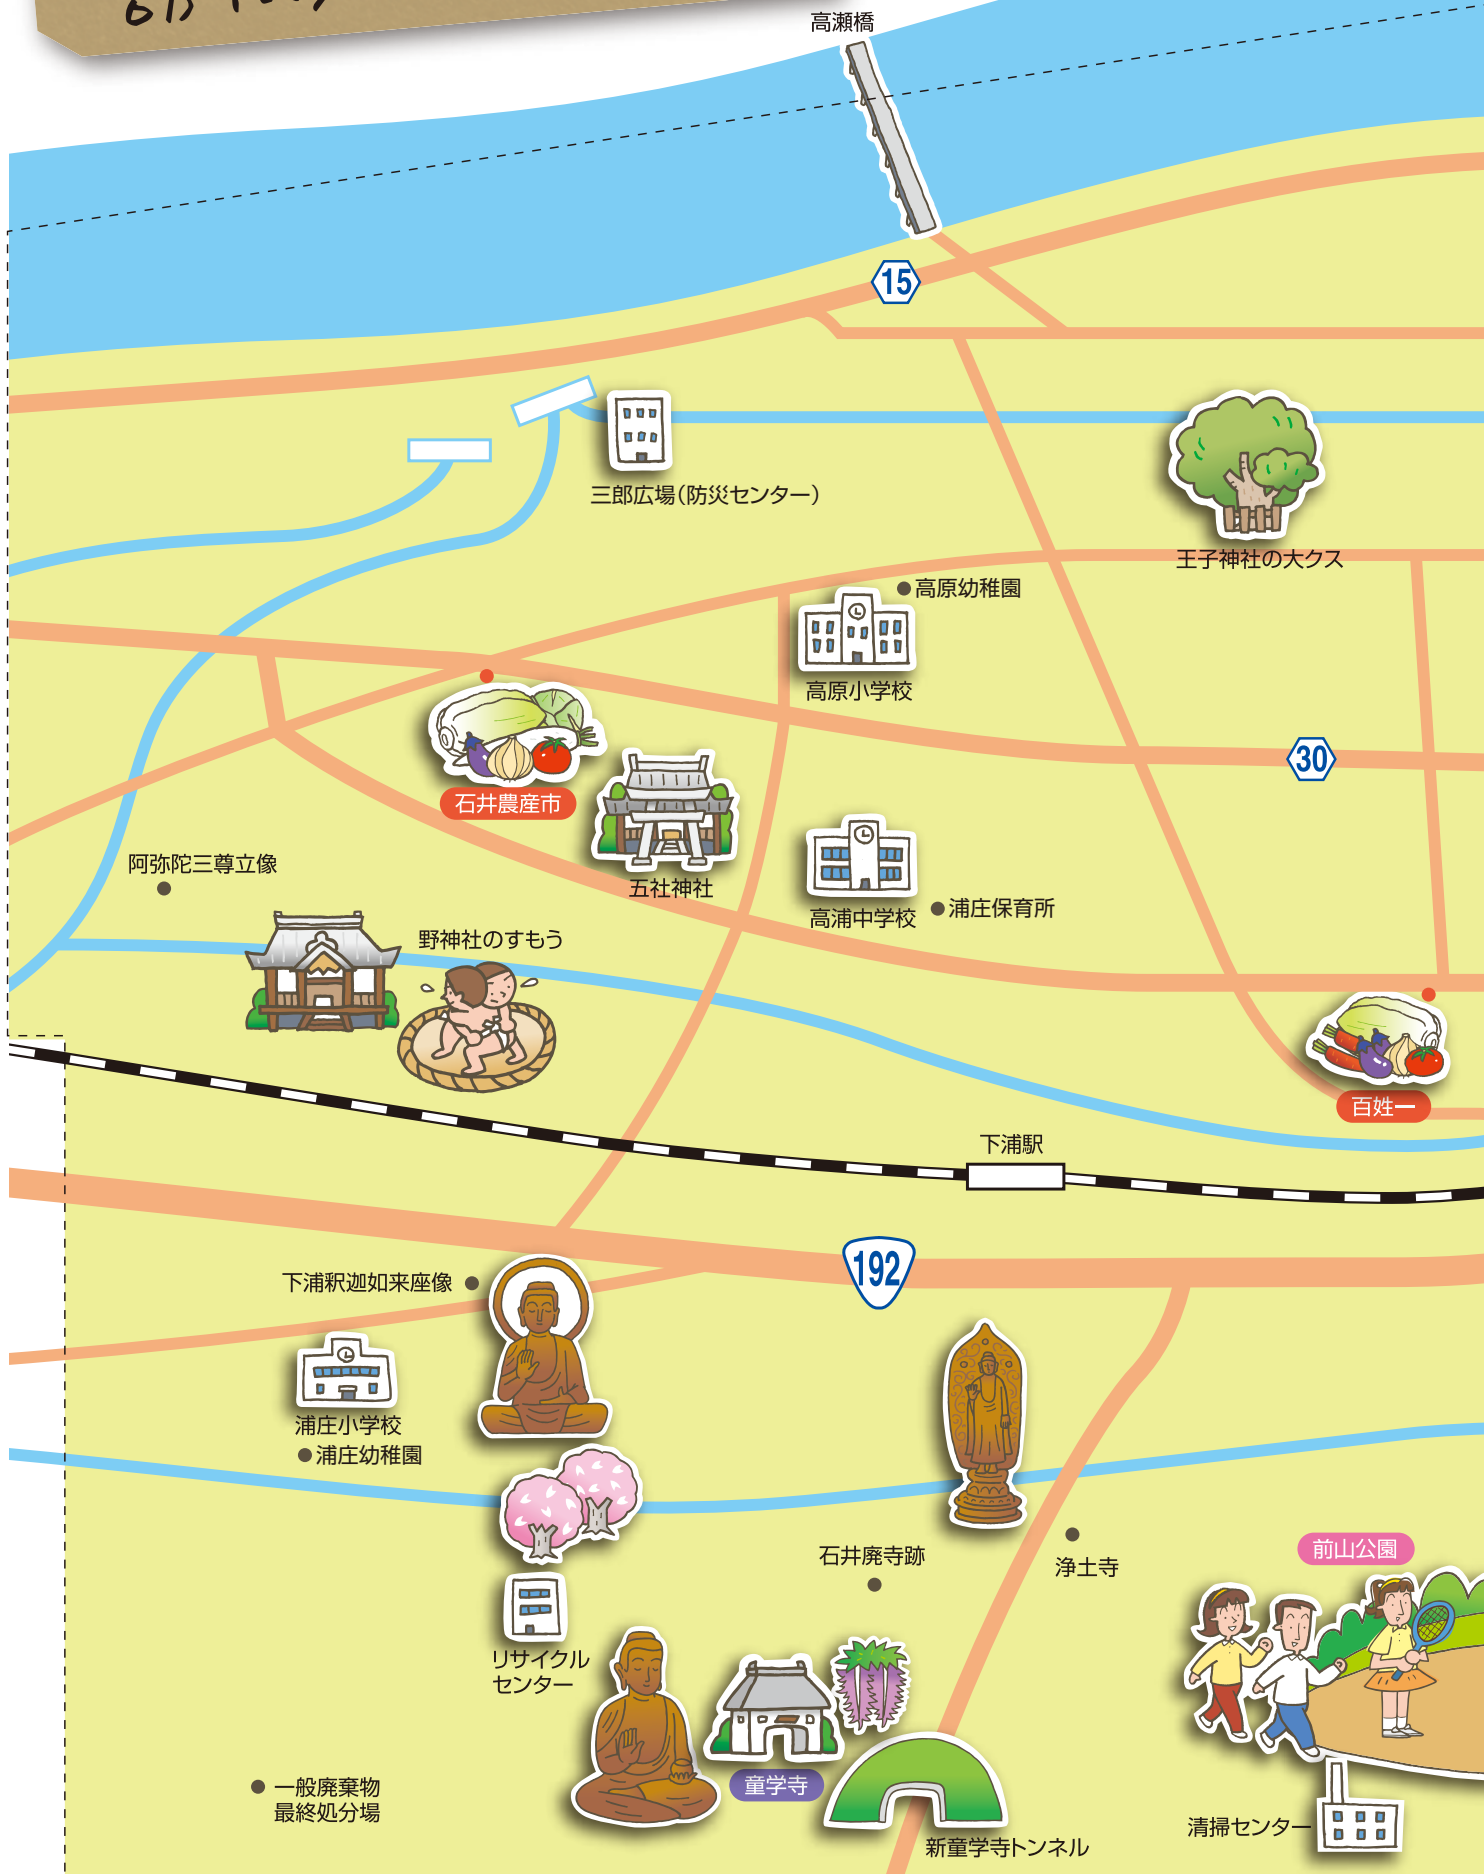 高瀬橋
15
三郎広場（防災センター）
王子神社の大クス
高原幼稚園
高原小学校
30
石井農産市
五社神社
阿弥陀三尊立像
高浦中学校
浦庄保育所
野神社のすもう
百姓一
下浦駅
192
下浦釈迦如来座像
浦庄小学校
浦庄幼稚園
石井廃寺跡
浄土寺
前山公園
リサイクル
センター
童学寺
一般廃棄物
最終処分場
清掃センター
新童学寺トンネル